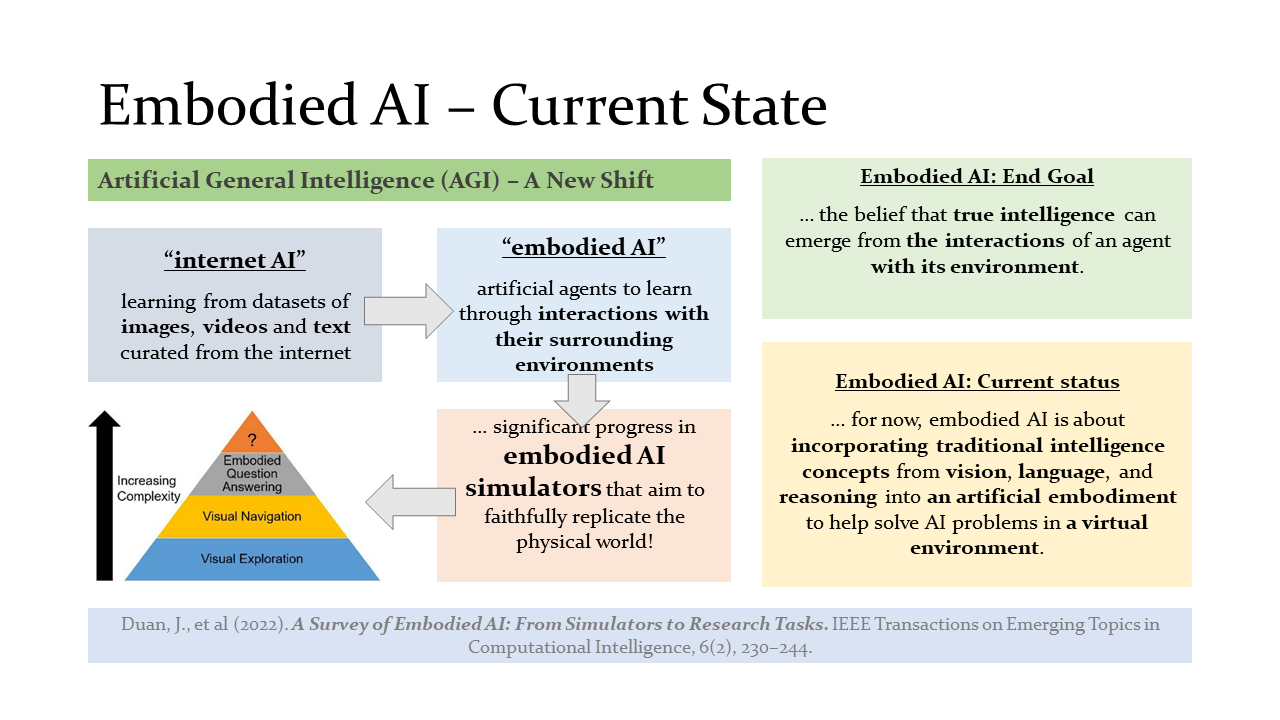 Embodied AI – Current State
Artificial General Intelligence (AGI) – A New Shift
“internet AI”
learning from datasets of
images, videos and text
curated from the internet
“embodied AI”
artificial agents to learn
through interactions with
their surrounding
environments
... significant progress in
embodied AI
simulators that aim to
faithfully replicate the
physical world!
Increasing
Complexity
?
Embodied
Question
Answering
Visual Navigation
Visual Exploration
Embodied AI: End Goal
... the belief that true intelligence can
emerge from the interactions of an agent
with its environment.
Embodied AI: Current status
... for now, embodied AI is about
incorporating traditional intelligence
concepts from vision, language, and
reasoning into an artificial embodiment
to help solve AI problems in a virtual
environment.
Duan, J., et al (2022). A Survey of Embodied AI: From Simulators to Research Tasks. IEEE Transactions on Emerging Topics in
Computational Intelligence, 6(2), 230–244.